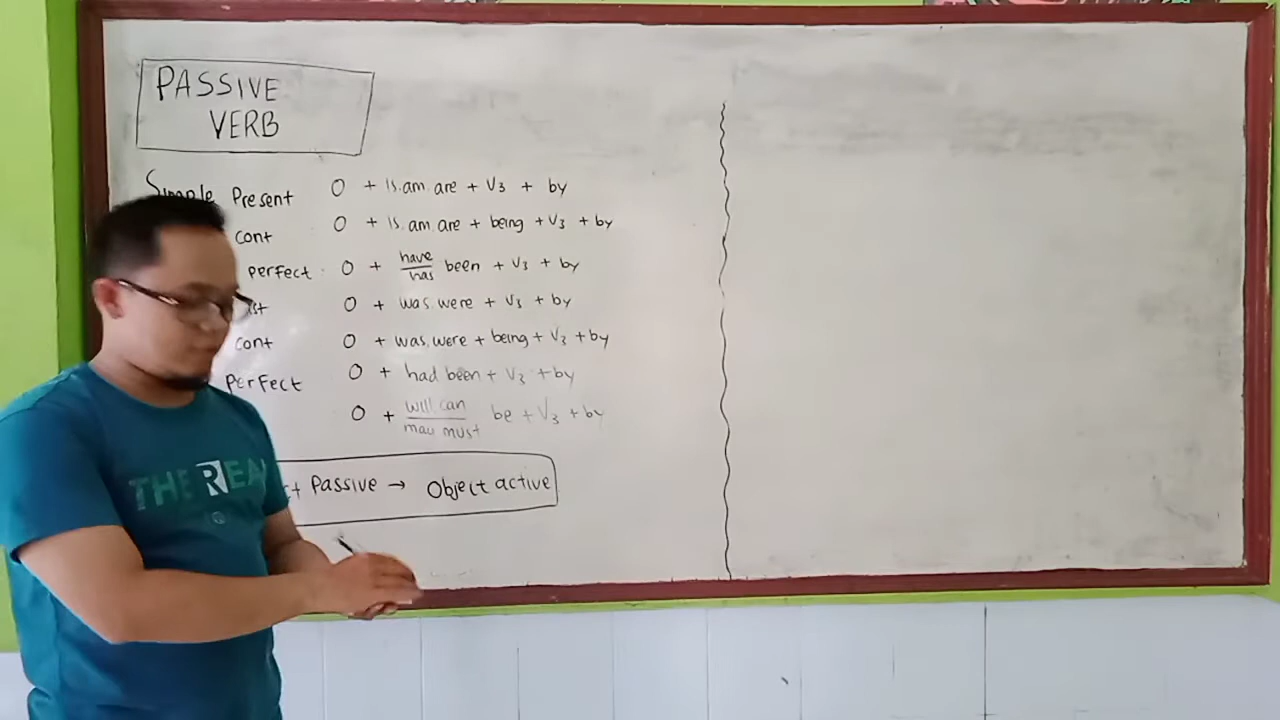 PASSIVE
VERB
Simple Present O + is.am.are + V3 + by
cont O + is.am.are + being + V3 + by
perfect O + have/has been + V3 + by
O + was.were + V3 + by
cont O + was.were + being + V3 + by
perfect O + had been + V3 + by
O + will.can/may must be + V3 + by
Passive → Object active
THE REA